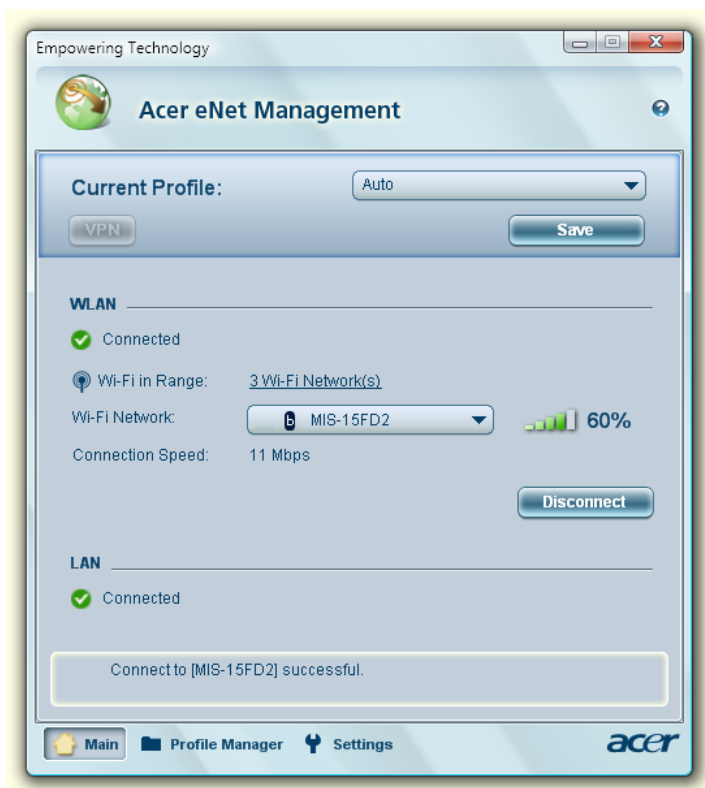 Empowering Technology
Acer eNet Management
Current Profile: Auto
VPN Save
WLAN
Connected
Wi-Fi in Range: 3 Wi-Fi Network(s)
Wi-Fi Network: b MIS-15FD2 60%
Connection Speed: 11 Mbps
Disconnect
LAN
Connected
Connect to [MIS-15FD2] successful.
Main Profile Manager Settings acer